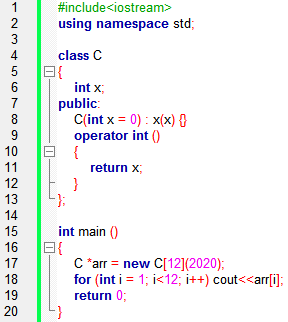 1 #include<iostream>
2 using namespace std;
3
4 class C
5 {
6 int x;
7 public:
8 C(int x = 0) : x(x) {}
9 operator int ()
10 {
11 return x;
12 }
13 };
14
15 int main ()
16 {
17 C *arr = new C[12](2020);
18 for (int i = 1; i<12; i++) cout<<arr[i];
19 return 0;
20 }